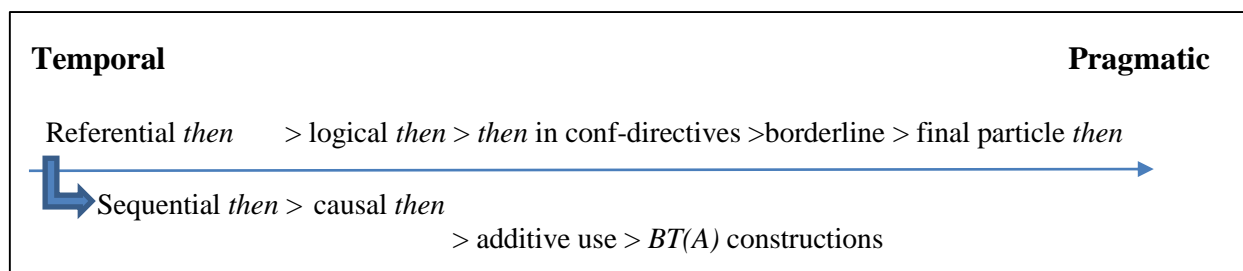 Temporal Pragmatic
Referential then > logical then > then in conf-directives >borderline > final particle then
Sequential then > causal then
> additive use > BT(A) constructions